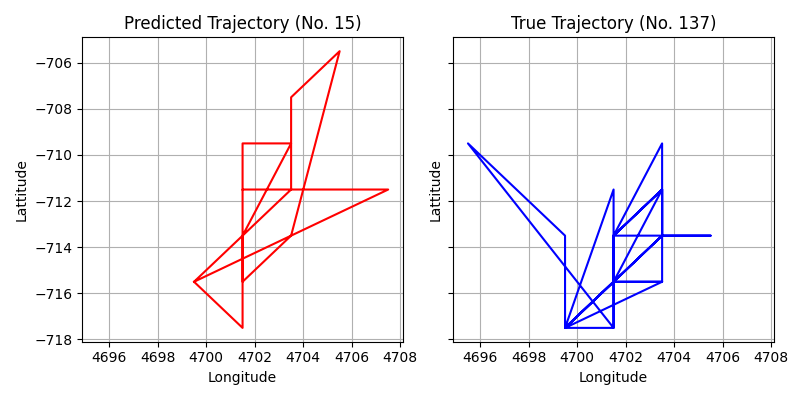 Predicted Trajectory (No. 15)
True Trajectory (No. 137)
−706
−708
−710
−712
−714
−716
−718
Lattitude
Lattitude
4696 4698 4700 4702 4704 4706 4708
4696 4698 4700 4702 4704 4706 4708
Longitude
Longitude